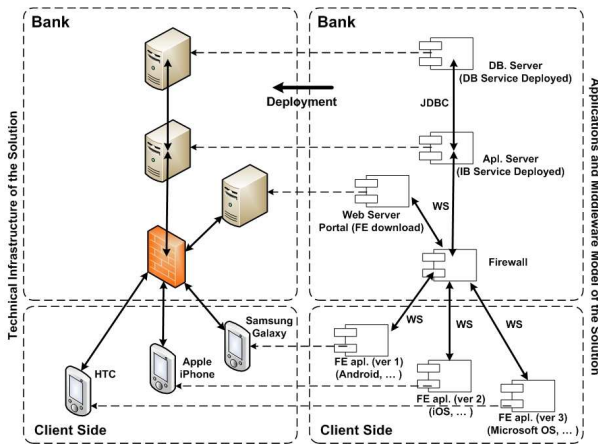 Bank
Bank
DB. Server
(DB Service Deployed)
Deployment
JDBC
Apl. Server
(IB Service Deployed)
Web Server
Portal (FE download)
WS
Firewall
Technical Infrastructure of the Solution
Applications and Middleware Model of the Solution
Samsung
Galaxy
Apple
iPhone
HTC
WS
WS
WS
FE apl. (ver 1)
(Android, ... )
FE apl. (ver 2)
(iOS, ... )
FE apl. (ver 3)
(Microsoft OS, ... )
Client Side
Client Side